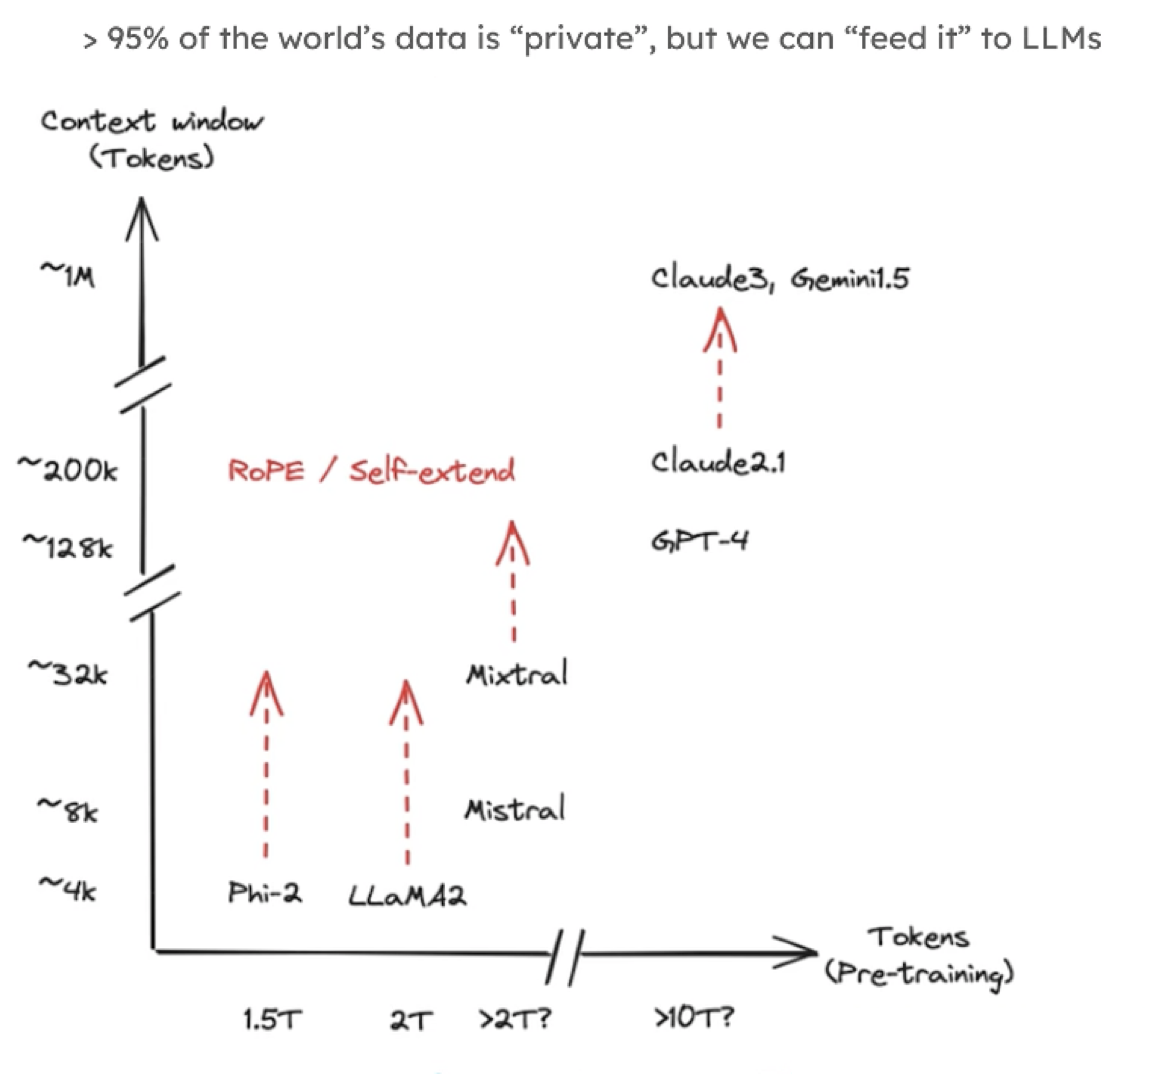 > 95% of the world's data is “private”, but we can “feed it” to LLMs
Context window
(Tokens)
~1M
Claude3, Gemini1.5
~200k
RoPE / Self-extend
Claude2.1
~128k
GPT-4
~32k
Mixtral
~8k
Mistral
~4k
Phi-2
LLaMA2
Tokens
(Pre-training)
1.5T
2T
>2T?
>10T?